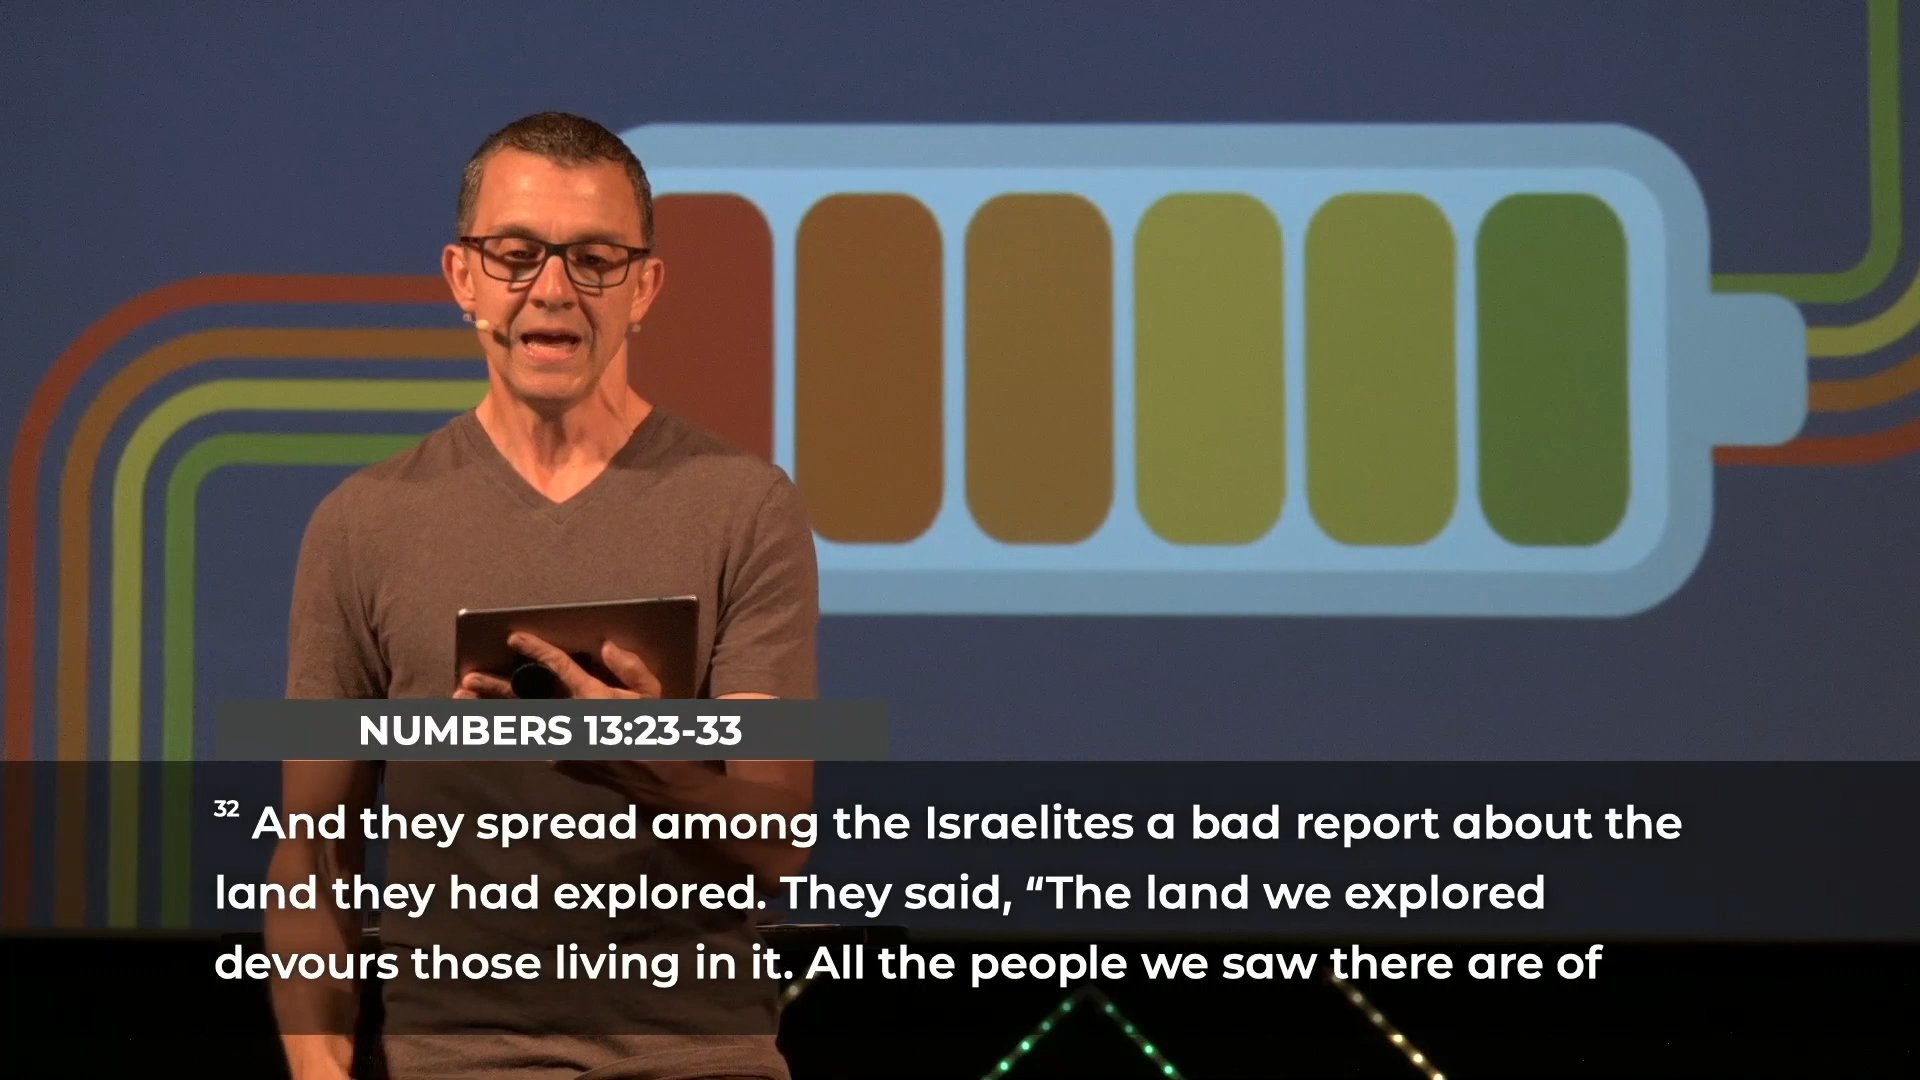 NUMBERS 13:23-33
32 And they spread among the Israelites a bad report about the
land they had explored. They said, “The land we explored
devours those living in it. All the people we saw there are of